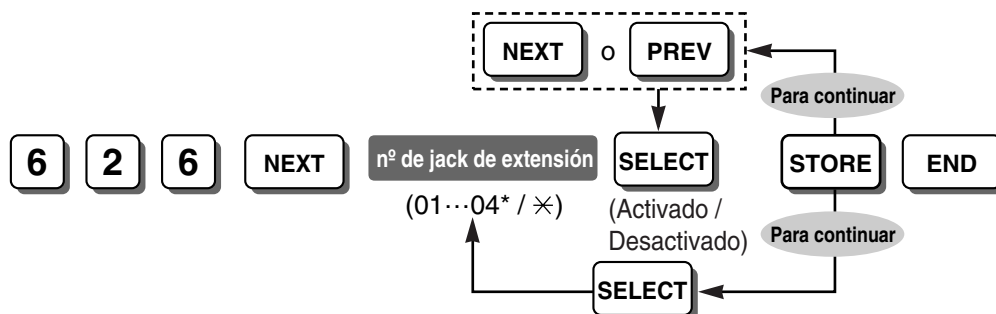 NEXT o PREV
Para continuar
6 2 6 NEXT nº de jack de extensión SELECT STORE END
(01···04* / ✳)
(Activado /
Desactivado)
Para continuar
SELECT